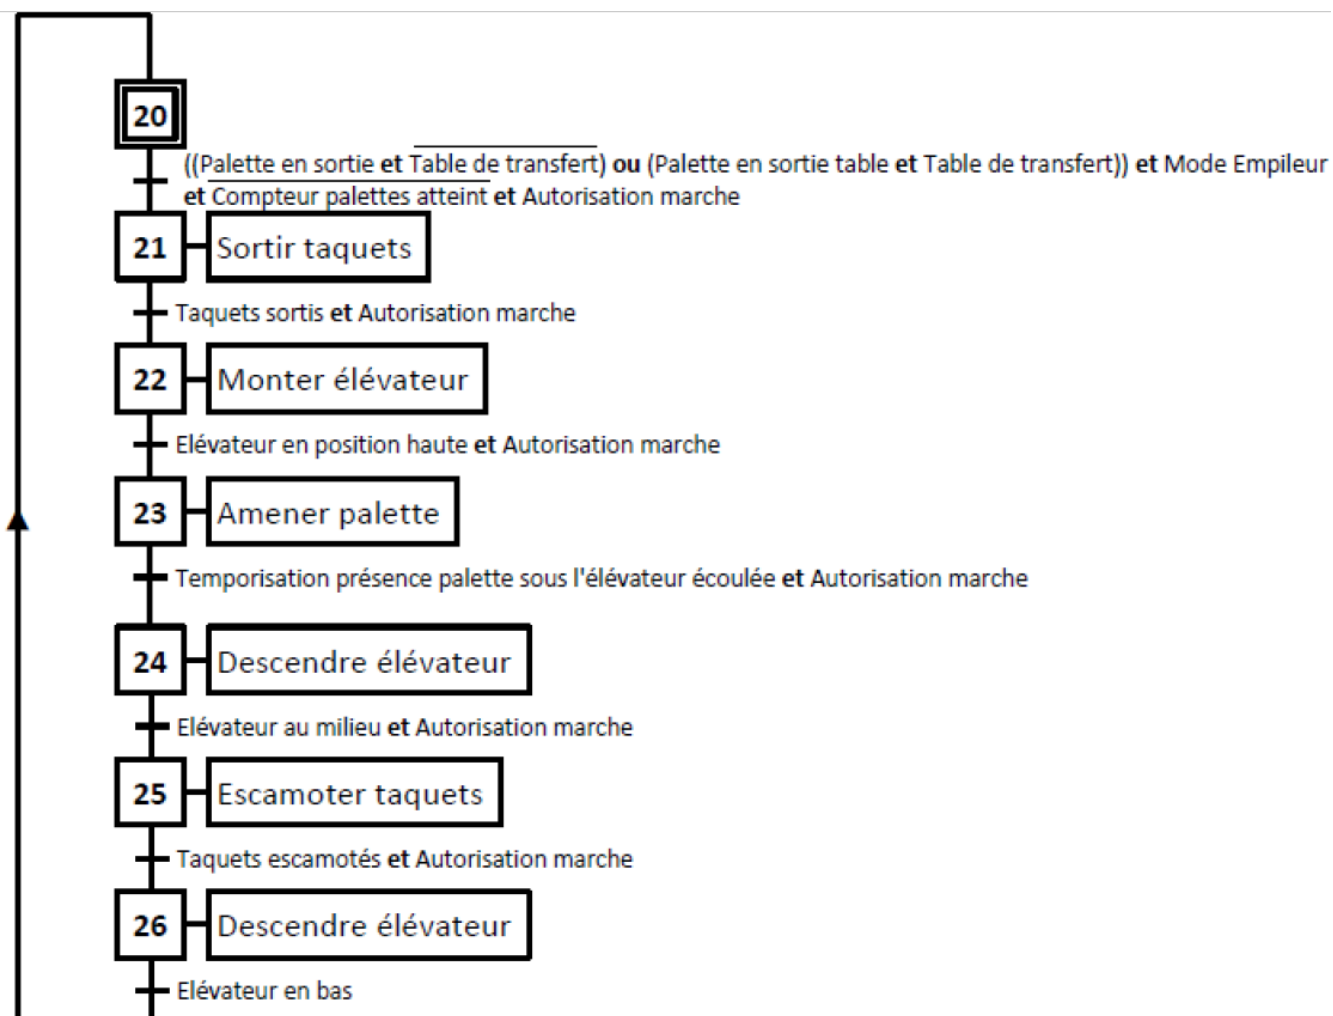 20
((Palette en sortie et Table de transfert) ou (Palette en sortie table et Table de transfert)) et Mode Empileur
et Compteur palettes atteint et Autorisation marche
21 Sortir taquets
Taquets sortis et Autorisation marche
22 Monter élévateur
Elévateur en position haute et Autorisation marche
23 Amener palette
Temporisation présence palette sous l'élévateur écoulée et Autorisation marche
24 Descendre élévateur
Elévateur au milieu et Autorisation marche
25 Escamoter taquets
Taquets escamotés et Autorisation marche
26 Descendre élévateur
Elévateur en bas